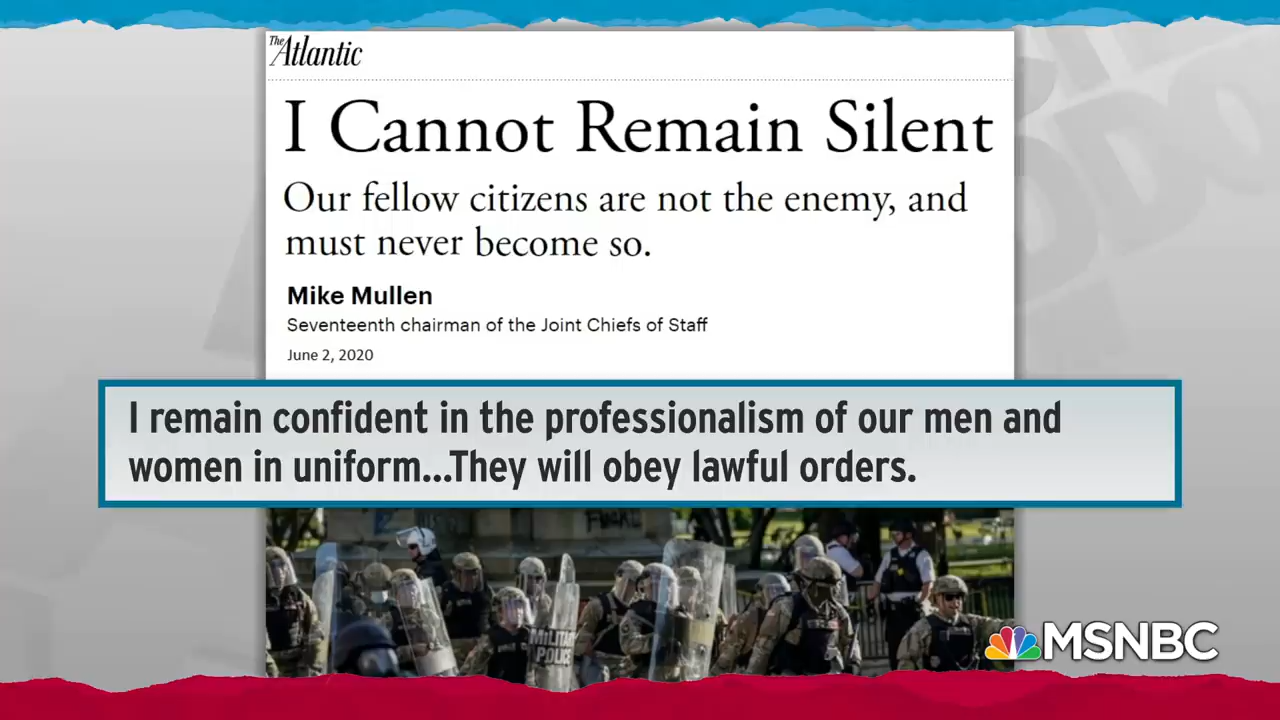 The Atlantic
I Cannot Remain Silent
Our fellow citizens are not the enemy, and
must never become so.
Mike Mullen
Seventeenth chairman of the Joint Chiefs of Staff
June 2, 2020
I remain confident in the professionalism of our men and
women in uniform...They will obey lawful orders.
MILITARY
POLICE
MSNBC